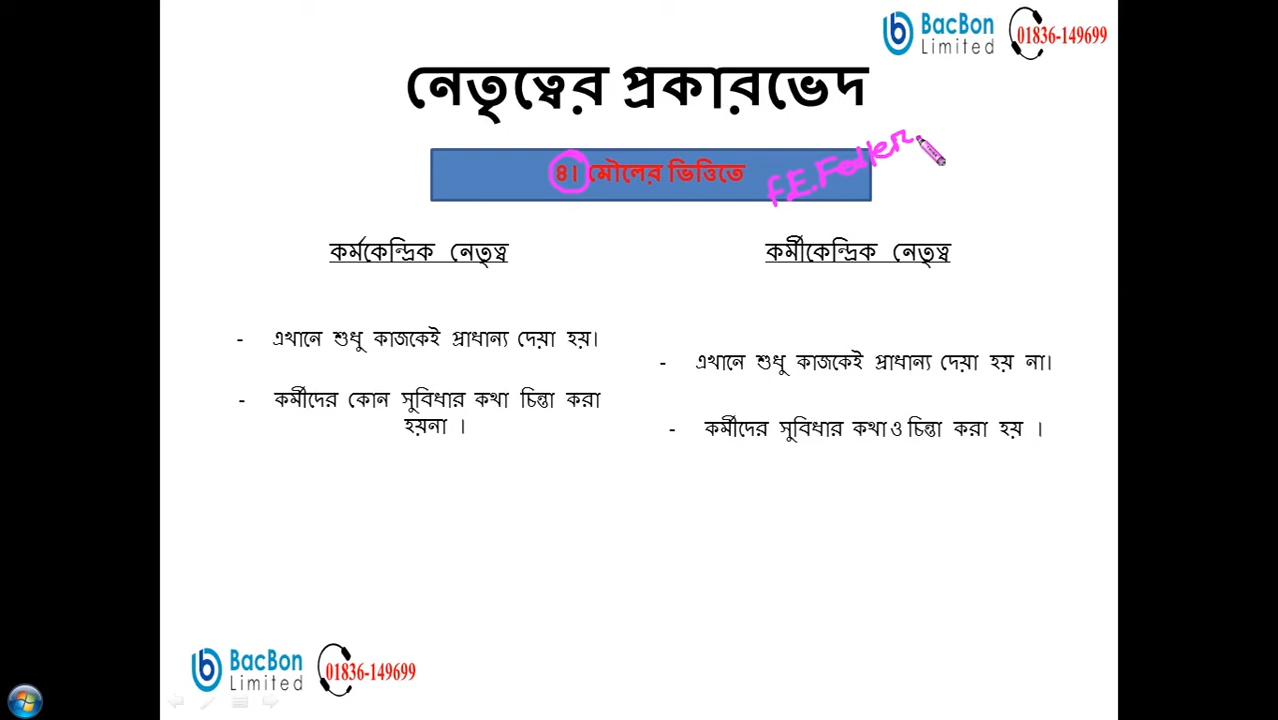 BacBon
Limited
01836-149699
নেতৃত্বের প্রকারভেদ
৪। মৌলের ভিত্তিতে
কর্মকেন্দ্রিক নেতৃত্ব
- এখানে শুধু কাজকেই প্রাধান্য দেয়া হয়।
- কর্মীদের কোন সুবিধার কথা চিন্তা করা
হয়না ।
কর্মীকেন্দ্রিক নেতৃত্ব
- এখানে শুধু কাজকেই প্রাধান্য দেয়া হয় না।
- কর্মীদের সুবিধার কথাও চিন্তা করা হয় ।
BacBon
Limited
01836-149699